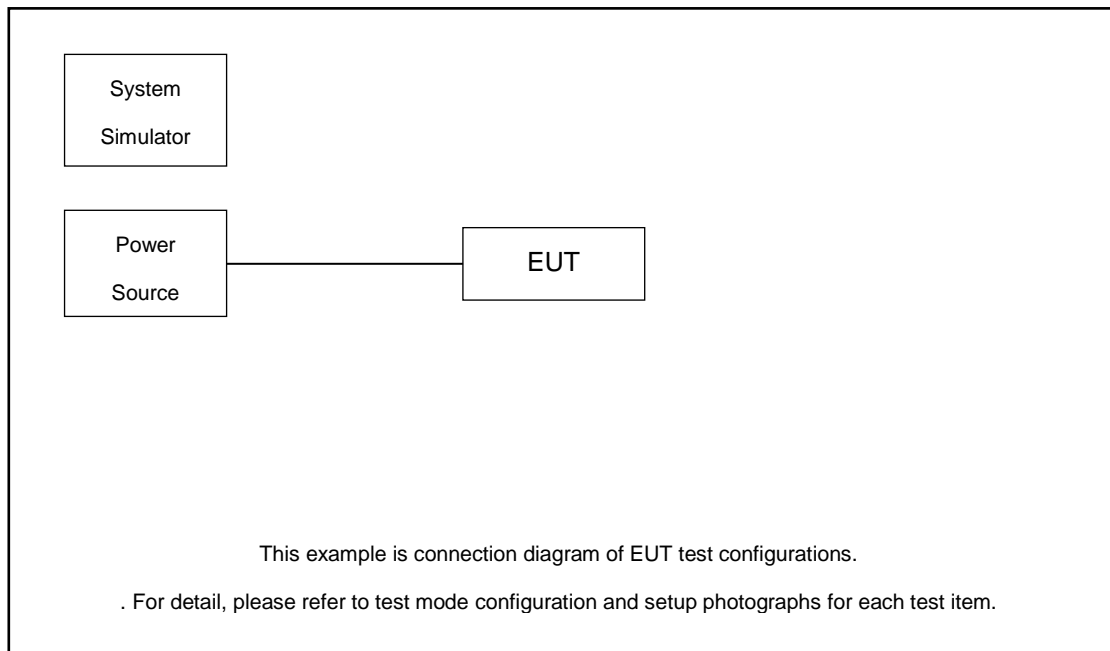 System
Simulator
Power
Source
EUT
This example is connection diagram of EUT test configurations.
. For detail, please refer to test mode configuration and setup photographs for each test item.